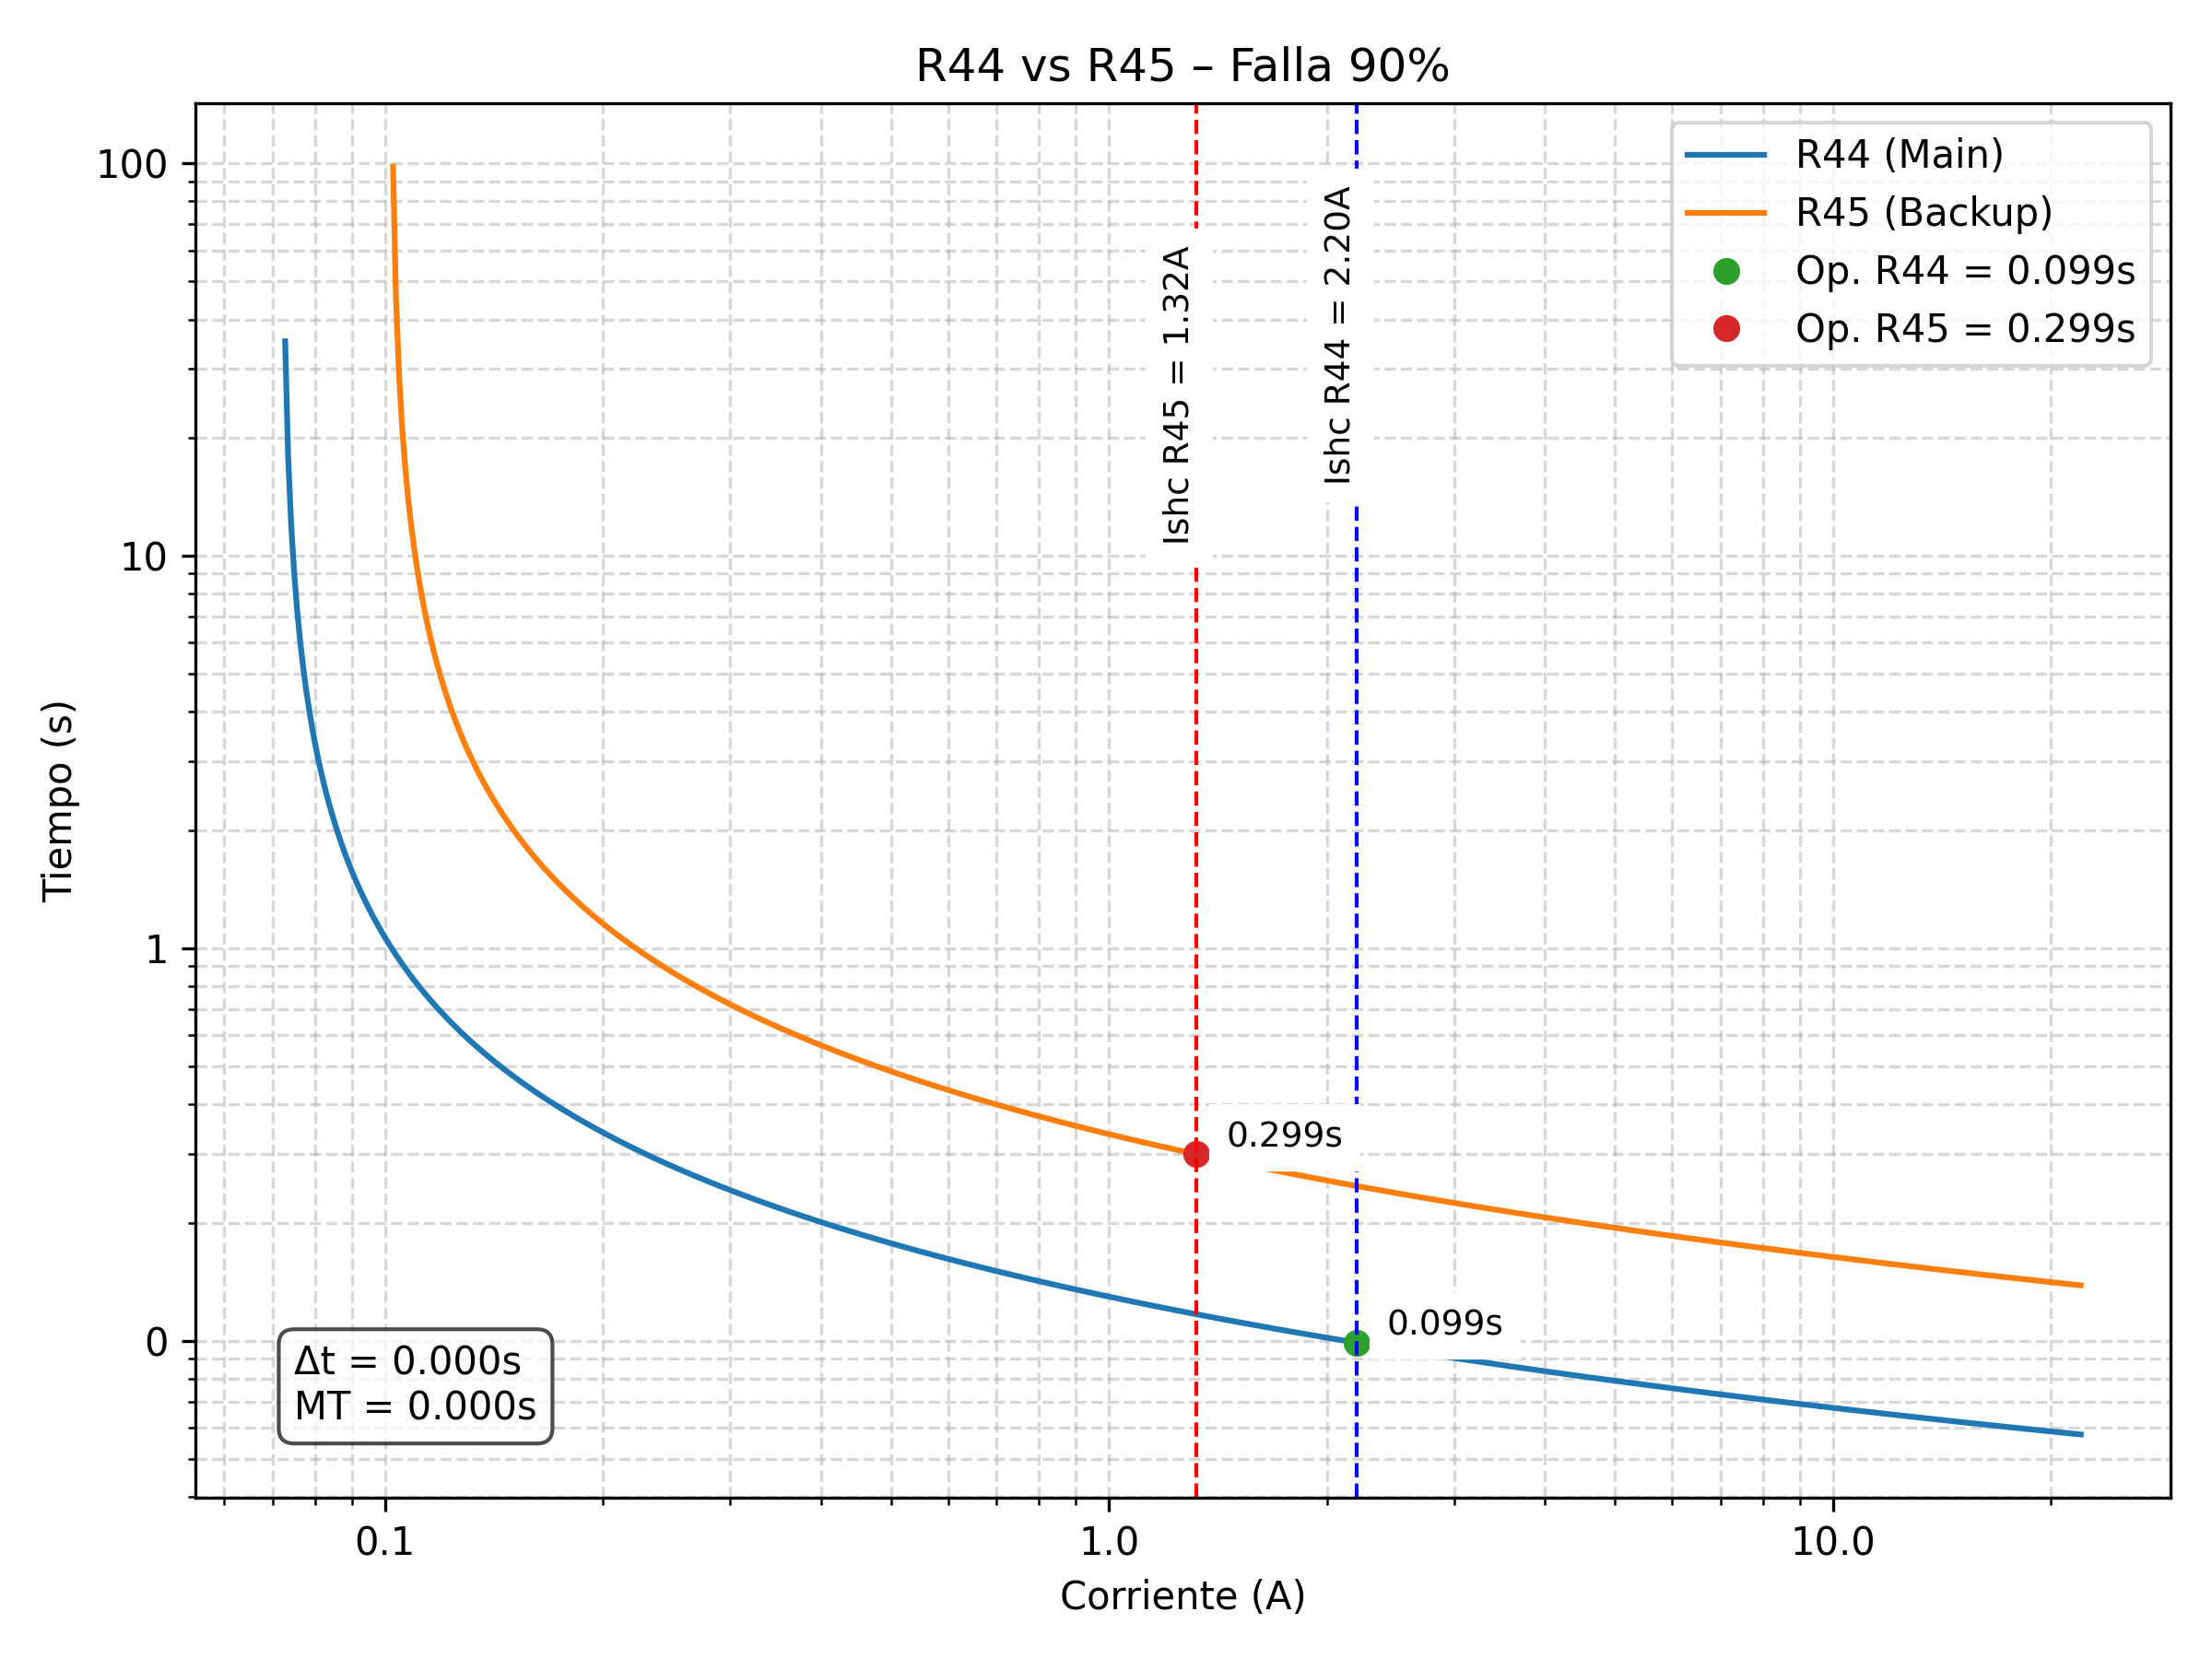 R44 vs R45 – Falla 90%
R44 (Main)
R45 (Backup)
Op. R44 = 0.099s
Op. R45 = 0.299s
Ishc R45 = 1.32A
Ishc R44 = 2.20A
100
10
1
0
Tiempo (s)
0.299s
0.099s
Δt = 0.000s
MT = 0.000s
0.1
1.0
10.0
Corriente (A)